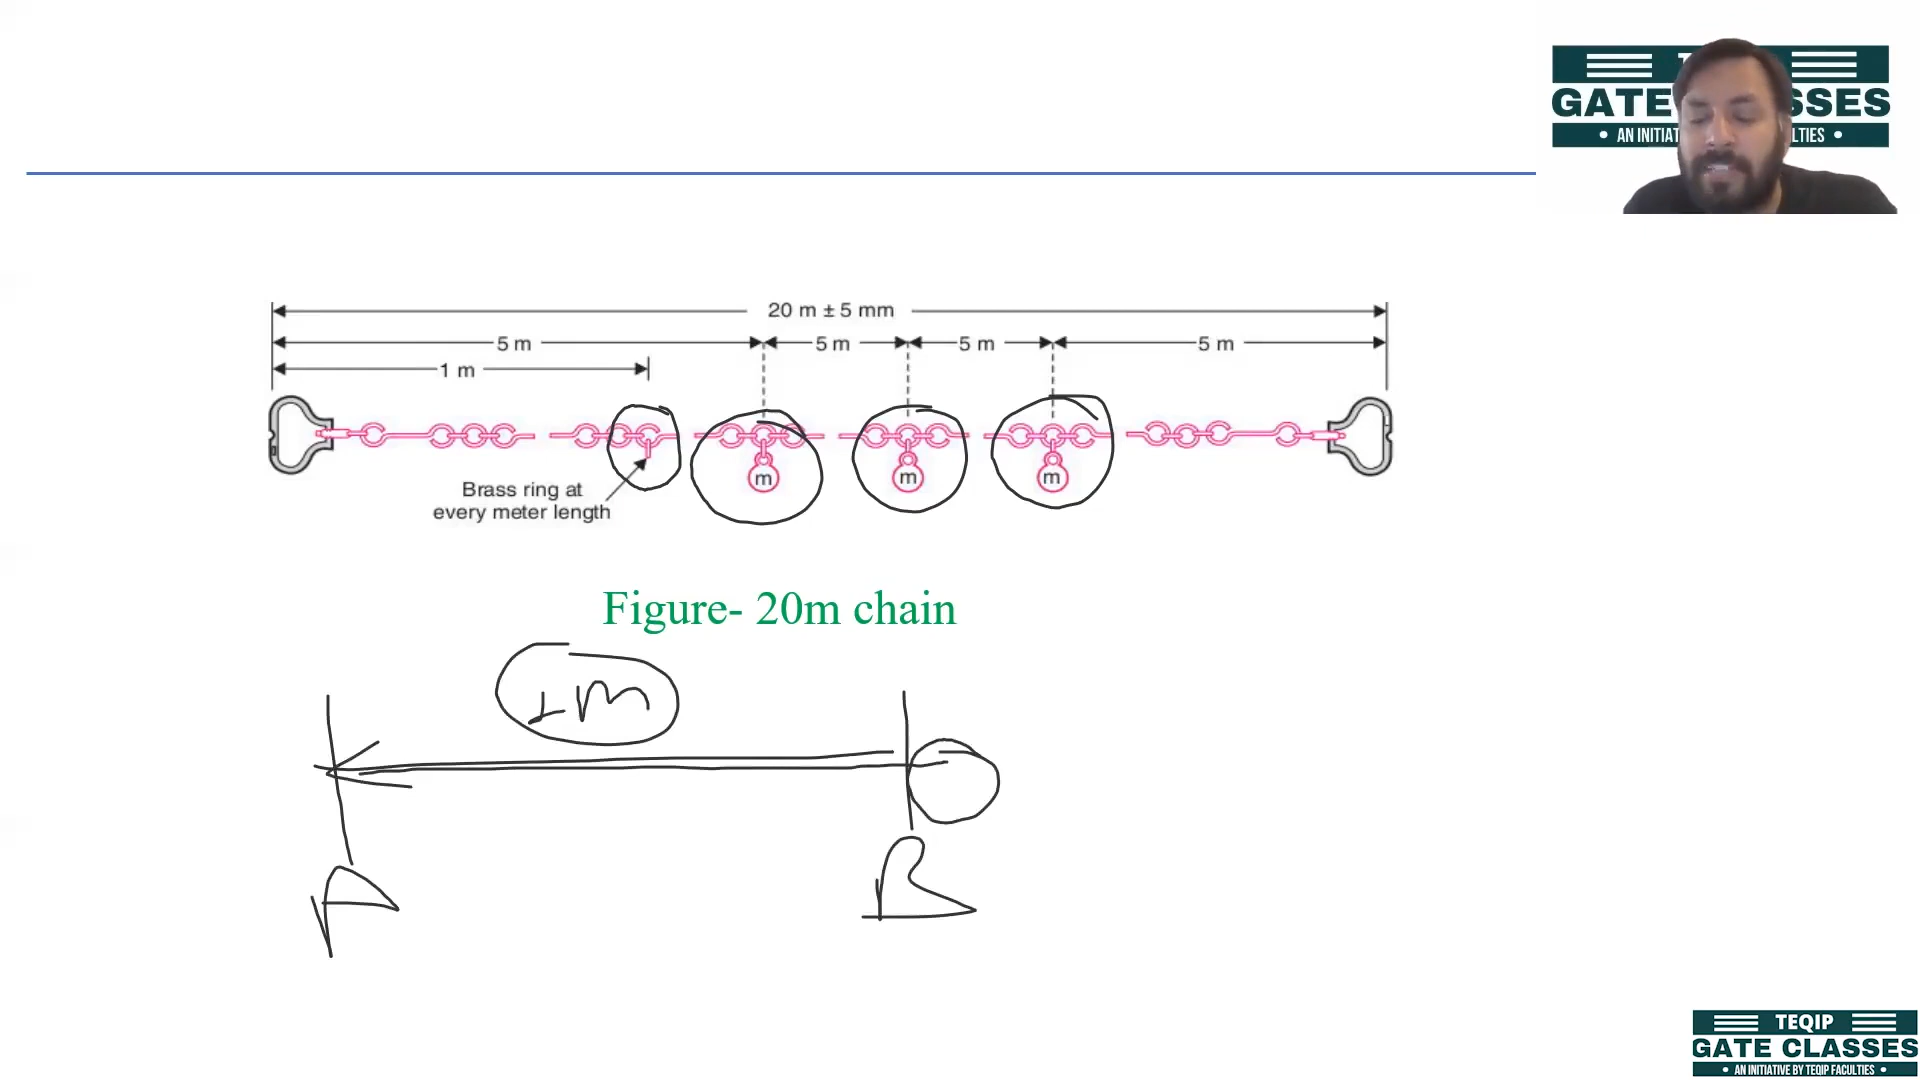 GATE SSES
• AN INITIAT LTIES •
20 m ± 5 mm
5 m 5 m 5 m 5 m
1 m
m m m
Brass ring at
every meter length
Figure- 20m chain
1m
A B
TEQIP
GATE CLASSES
• AN INITIATIVE BY TEQIP FACULTIES •